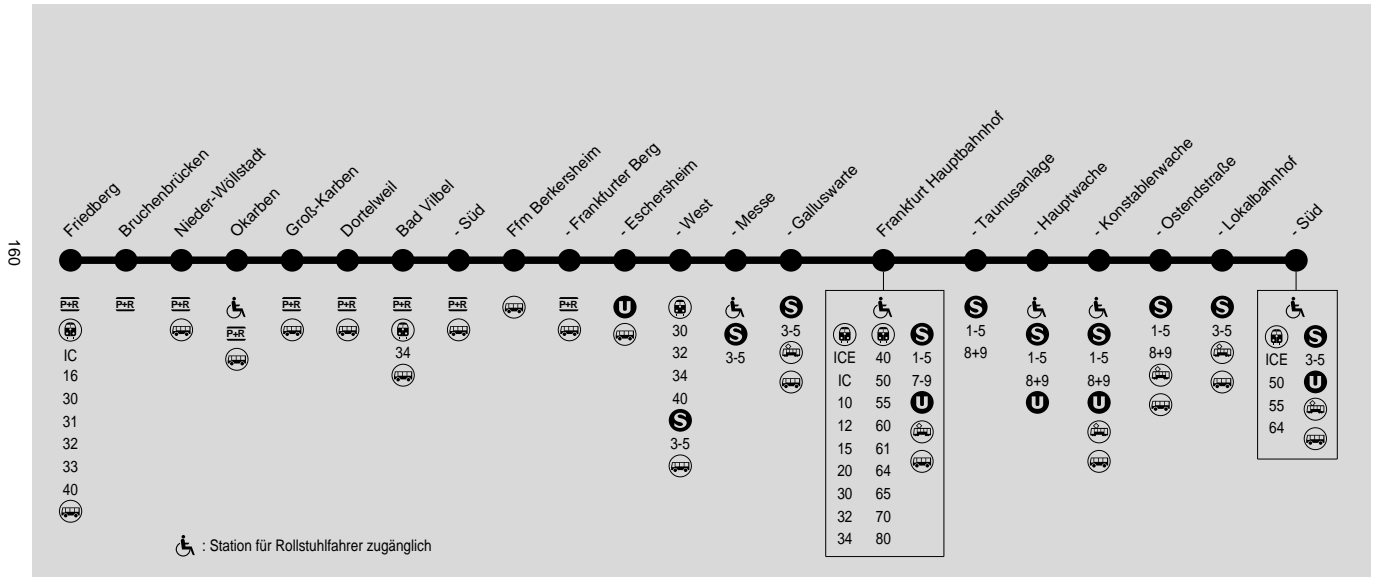 160
Friedberg
Bruchenbrücken
Nieder-Wöllstadt
Okarben
Groß-Karben
Dortelweil
Bad Vilbel
- Süd
Ffm Berkersheim
- Frankfurter Berg
- Eschersheim
- West
- Messe
- Galluswarte
Frankfurt Hauptbahnhof
- Taunusanlage
- Hauptwache
- Konstablerwache
- Ostendstraße
- Lokalbahnhof
- Süd
P+R
IC
16
30
31
32
33
40
P+R
P+R
P+R
P+R
P+R
P+R
34
P+R
P+R
U
30
32
34
40
S
3-5
S
3-5
S
3-5
ICE
IC
10
12
15
20
30
32
34
40
50
55
60
61
64
65
70
80
S
1-5
7-9
U
S
1-5
8+9
S
1-5
8+9
U
S
1-5
8+9
U
S
1-5
8+9
S
3-5
ICE
50
55
64
S
3-5
U
: Station für Rollstuhlfahrer zugänglich